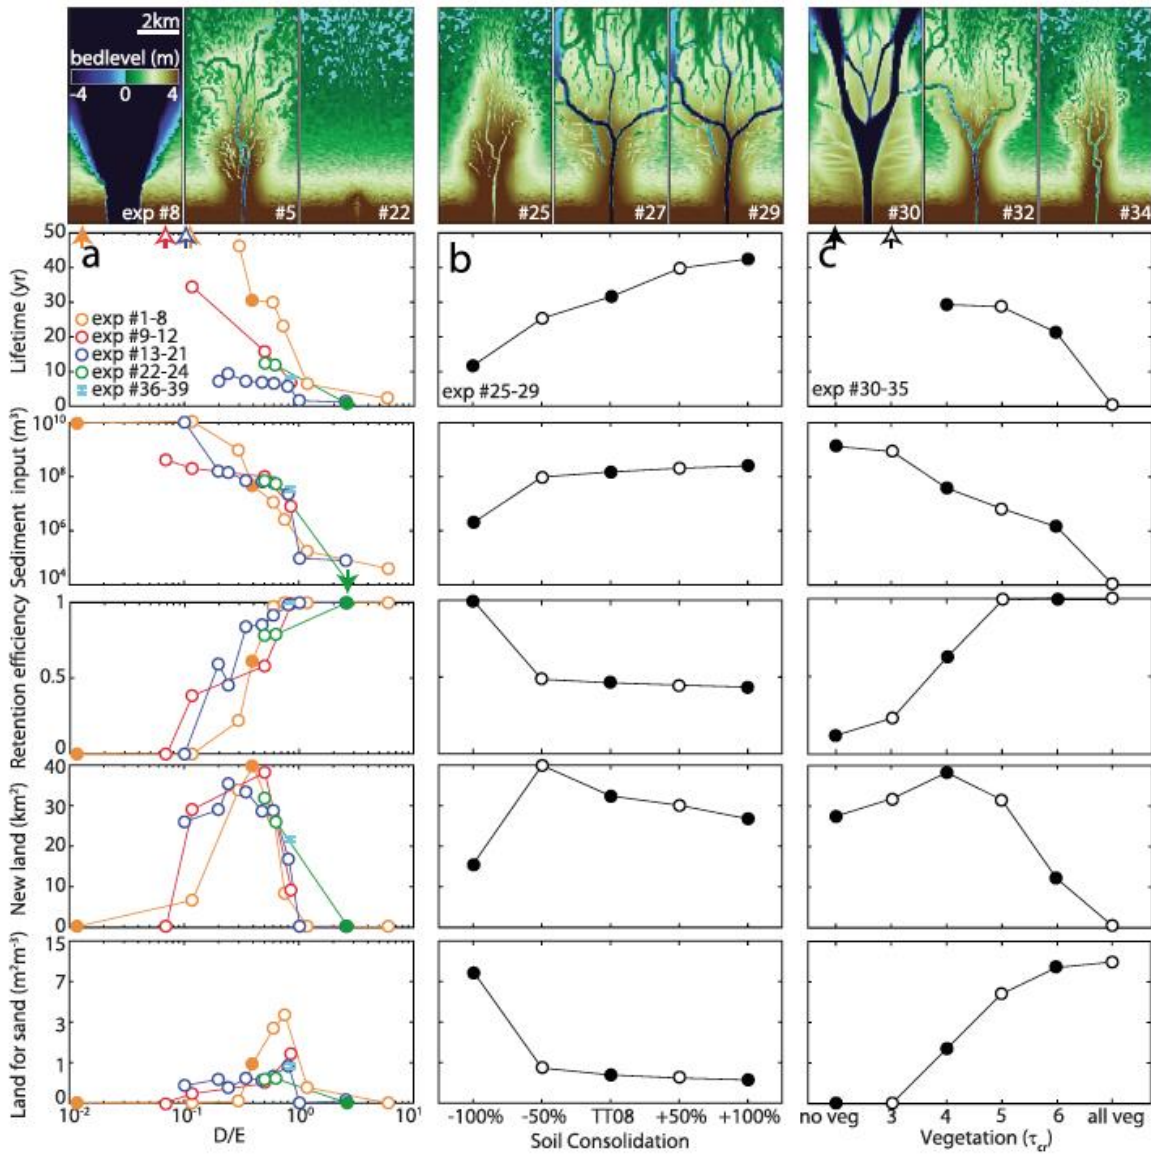 2km
bedlevel (m)
-4 0 4
exp #8 #5 #22 #25 #27 #29 #30 #32 #34
50 40 30 20 10 0
Lifetime (yr)
a b c
exp #1-8
exp #9-12
exp #13-21
exp #22-24
exp #36-39
exp #25-29
exp #30-35
Sediment input (m³)
10¹⁰ 10⁸ 10⁶ 10⁴
Retention efficiency
1 0.5 0
New land (km²)
40 30 20 10 0
Land for sand (m²m⁻³)
15 7 3 1 0
10⁻² 10⁻¹ 10⁰ 10¹
D/E
-100% -50% TT08 +50% +100%
Soil Consolidation
no veg 3 4 5 6 all veg
Vegetation (τcr)